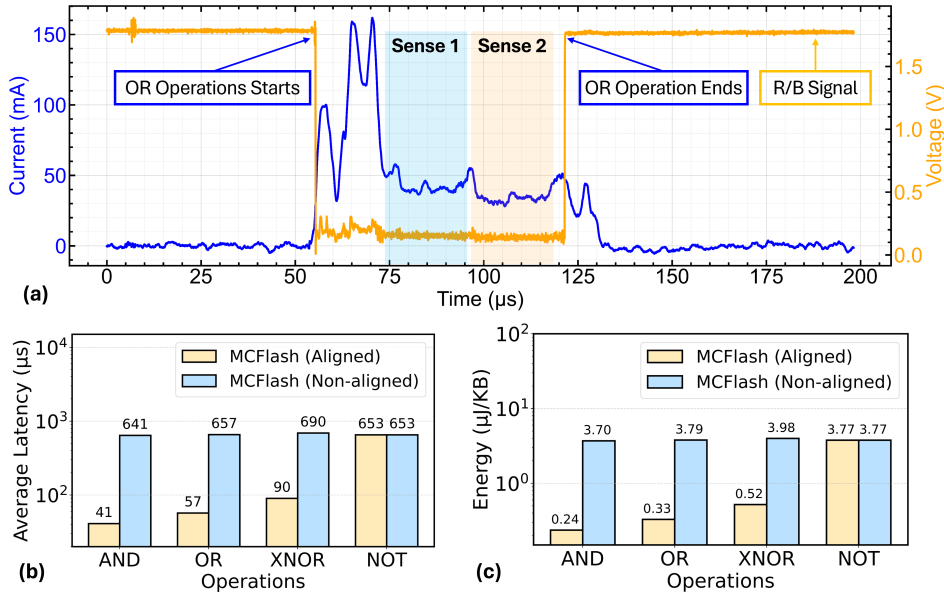 Sense 1
Sense 2
OR Operations Starts
OR Operation Ends
R/B Signal
Current (mA)
150
100
50
0
Voltage (V)
1.5
1.0
0.5
0.0
0
25
50
75
100
125
150
175
200
Time (μs)
(a)
Average Latency (μs)
10⁴
10³
10²
MCFlash (Aligned)
MCFlash (Non-aligned)
41
641
57
657
90
690
653
653
AND
OR
XNOR
NOT
Operations
(b)
Energy (μJ/KB)
10²
10¹
10⁰
MCFlash (Aligned)
MCFlash (Non-aligned)
0.24
3.70
0.33
3.79
0.52
3.98
3.77
3.77
AND
OR
XNOR
NOT
Operations
(c)